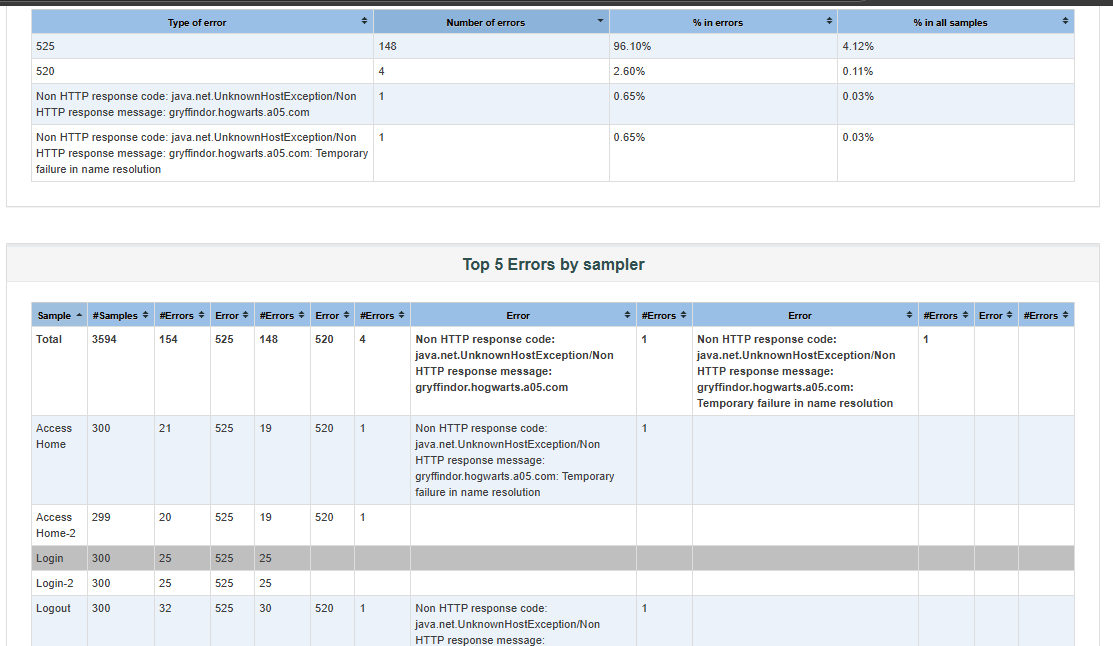 Type of error Number of errors % in errors % in all samples
525 148 96.10% 4.12%
520 4 2.60% 0.11%
Non HTTP response code: java.net.UnknownHostException/Non 1 0.65% 0.03%
HTTP response message: gryffindor.hogwarts.a05.com
Non HTTP response code: java.net.UnknownHostException/Non 1 0.65% 0.03%
HTTP response message: gryffindor.hogwarts.a05.com: Temporary
failure in name resolution
Top 5 Errors by sampler
Sample #Samples #Errors Error #Errors Error #Errors Error #Errors Error #Errors Error #Errors
Total 3594 154 525 148 520 4 Non HTTP response code: 1 Non HTTP response code: 1
java.net.UnknownHostException/Non java.net.UnknownHostException/Non
HTTP response message: HTTP response message:
gryffindor.hogwarts.a05.com gryffindor.hogwarts.a05.com:
Temporary failure in name resolution
Access 300 21 525 19 520 1 Non HTTP response code: 1
Home java.net.UnknownHostException/Non
HTTP response message:
gryffindor.hogwarts.a05.com: Temporary
failure in name resolution
Access 299 20 525 19 520 1
Home-2
Login 300 25 525 25
Login-2 300 25 525 25
Logout 300 32 525 30 520 1 Non HTTP response code: 1
java.net.UnknownHostException/Non
HTTP response message: